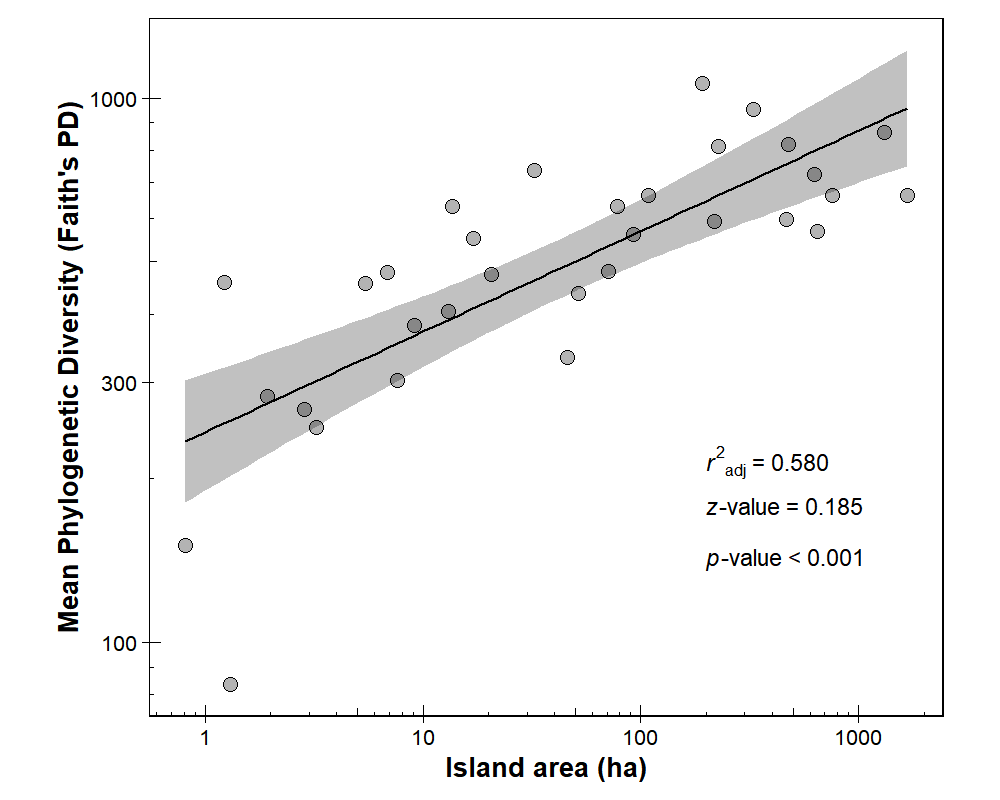 Mean Phylogenetic Diversity (Faith's PD)
1000
300
100
r²adj = 0.580
z-value = 0.185
p-value < 0.001
1 10 100 1000
Island area (ha)